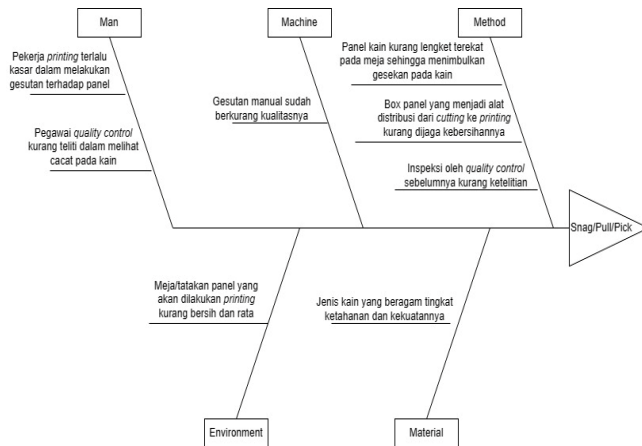 Man
Machine
Method
Pekerja printing terlalu
kasar dalam melakukan
gesutan terhadap panel
Pegawai quality control
kurang teliti dalam melihat
cacat pada kain
Gesutan manual sudah
berkurang kualitasnya
Panel kain kurang lengket terekat
pada meja sehingga menimbulkan
gesekan pada kain
Box panel yang menjadi alat
distribusi dari cutting ke printing
kurang dijaga kebersihannya
Inspeksi oleh quality control
sebelumnya kurang ketelitian
Snag/Pull/Pick
Meja/tatakan panel yang
akan dilakukan printing
kurang bersih dan rata
Jenis kain yang beragam tingkat
ketahanan dan kekuatannya
Environment
Material